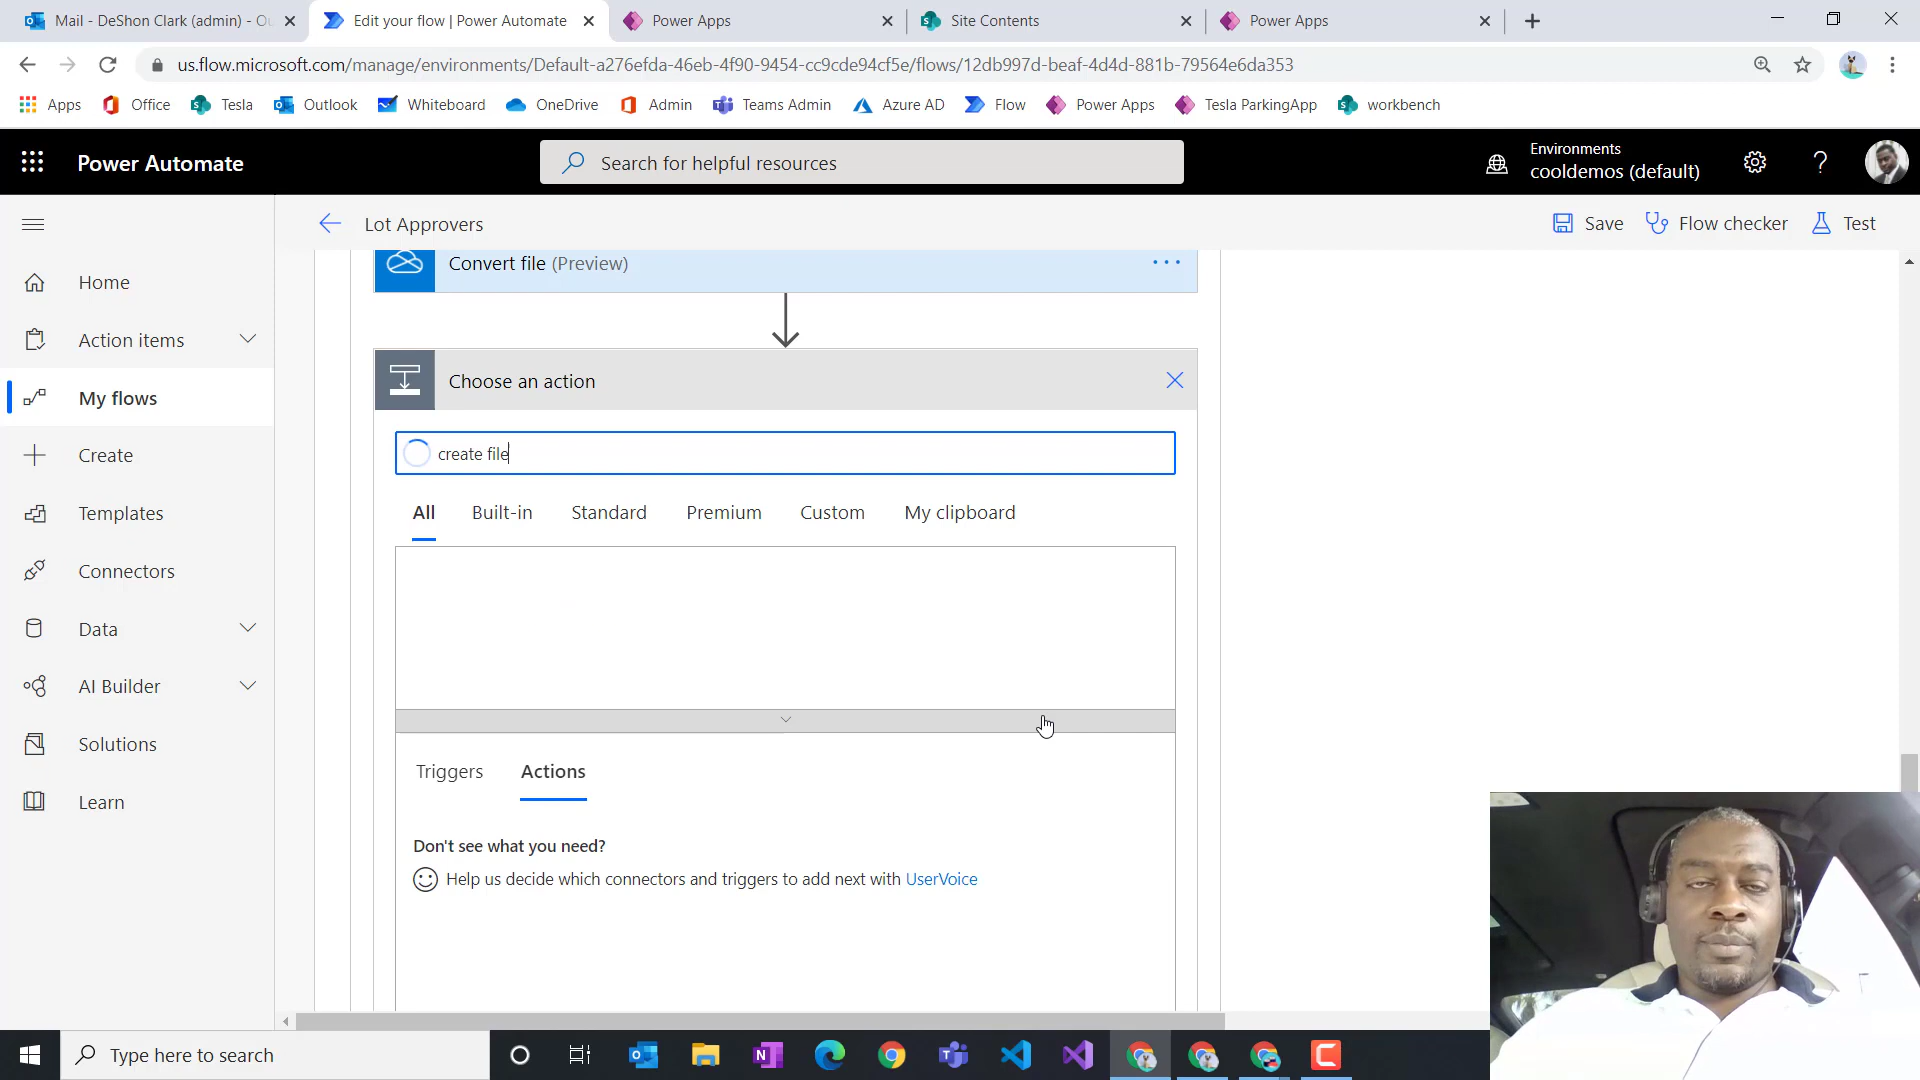 Mail - DeShon Clark (admin) - Ou
Edit your flow | Power Automate
Power Apps
Site Contents
Power Apps
us.flow.microsoft.com/manage/environments/Default-a276efda-46eb-4f90-9454-cc9cde94cf5e/flows/12db997d-beaf-4d4d-881b-79564e6da353
Apps
Office
Tesla
Outlook
Whiteboard
OneDrive
Admin
Teams Admin
Azure AD
Flow
Power Apps
Tesla ParkingApp
workbench
Power Automate
Search for helpful resources
Environments
cooldemos (default)
Lot Approvers
Save
Flow checker
Test
Home
Action items
My flows
Create
Templates
Connectors
Data
AI Builder
Solutions
Learn
Convert file (Preview)
Choose an action
create file
All
Built-in
Standard
Premium
Custom
My clipboard
Triggers
Actions
Don't see what you need?
Help us decide which connectors and triggers to add next with UserVoice
Type here to search